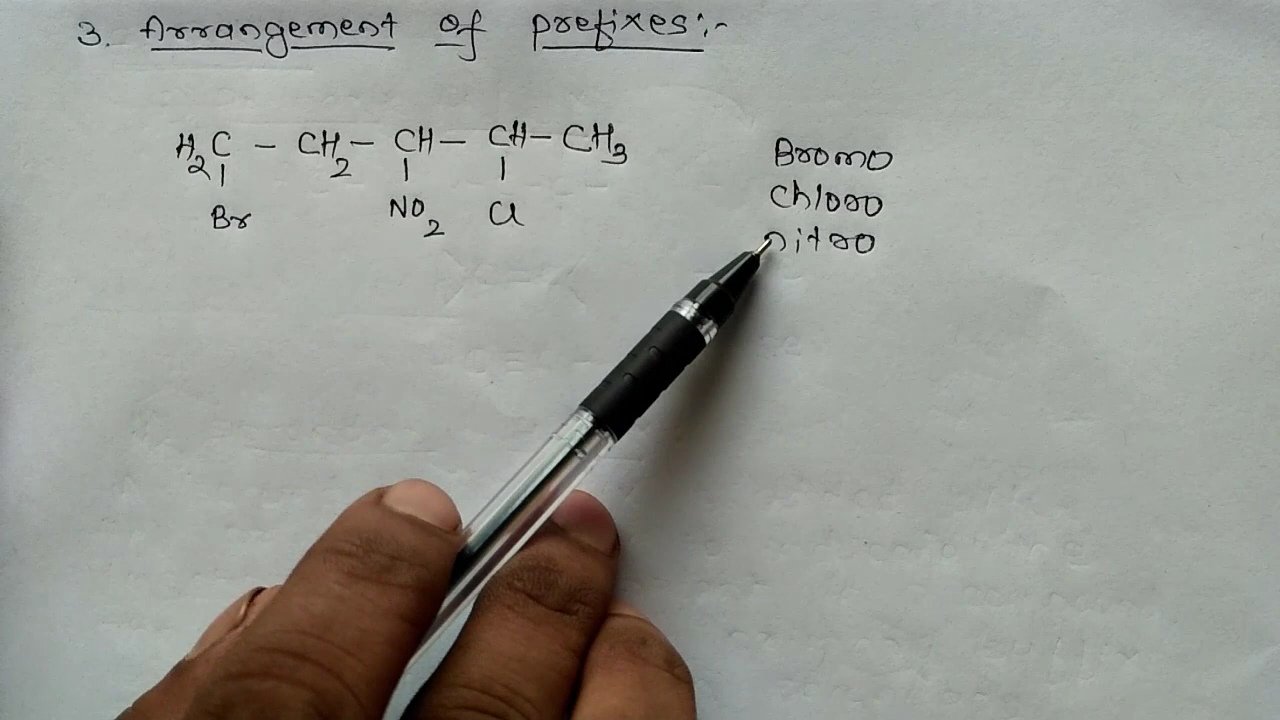 3. Arrangement of prefixes:-
H2C - CH2 - CH - CH - CH3
Br NO2 Cl
Bromo
Chloro
nitro